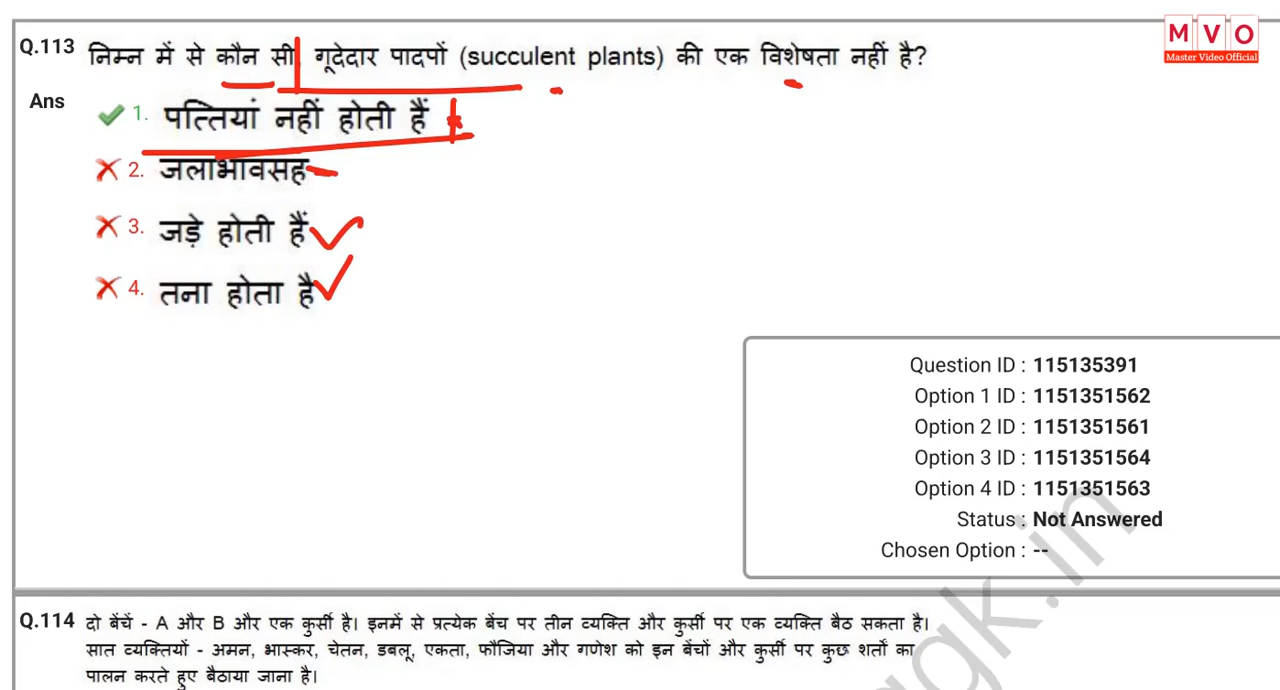 M V O
Master Video Official
Q.113 निम्न में से कौन सी गूदेदार पादपों (succulent plants) की एक विशेषता नहीं है?
Ans
1. पत्तियां नहीं होती हैं
2. जलाभावसह
3. जड़े होती हैं
4. तना होता है
Question ID : 115135391
Option 1 ID : 1151351562
Option 2 ID : 1151351561
Option 3 ID : 1151351564
Option 4 ID : 1151351563
Status : Not Answered
Chosen Option : --
gk.in
Q.114 दो बेंचें - A और B और एक कुर्सी है। इनमें से प्रत्येक बेंच पर तीन व्यक्ति और कुर्सी पर एक व्यक्ति बैठ सकता है।
सात व्यक्तियों - अमन, भास्कर, चेतन, डबलू, एकता, फौजिया और गणेश को इन बेंचों और कुर्सी पर कुछ शर्तों का
पालन करते हुए बैठाया जाना है।